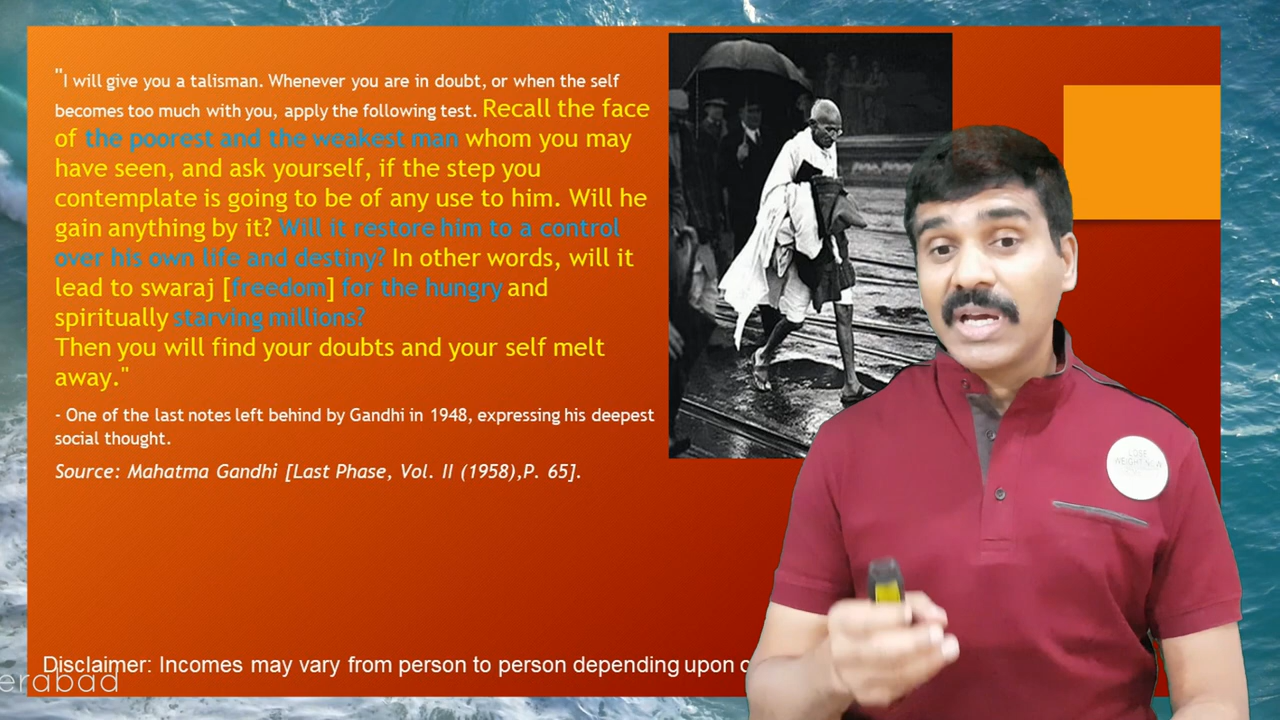 "I will give you a talisman. Whenever you are in doubt, or when the self
becomes too much with you, apply the following test. Recall the face
of the poorest and the weakest man whom you may
have seen, and ask yourself, if the step you
contemplate is going to be of any use to him. Will he
gain anything by it? Will it restore him to a control
over his own life and destiny? In other words, will it
lead to swaraj [freedom] for the hungry and
spiritually starving millions?
Then you will find your doubts and your self melt
away."
- One of the last notes left behind by Gandhi in 1948, expressing his deepest
social thought.
Source: Mahatma Gandhi [Last Phase, Vol. II (1958),P. 65].
LOSE
WEIGHT NOW
Disclaimer: Incomes may vary from person to person depending upon
erabad